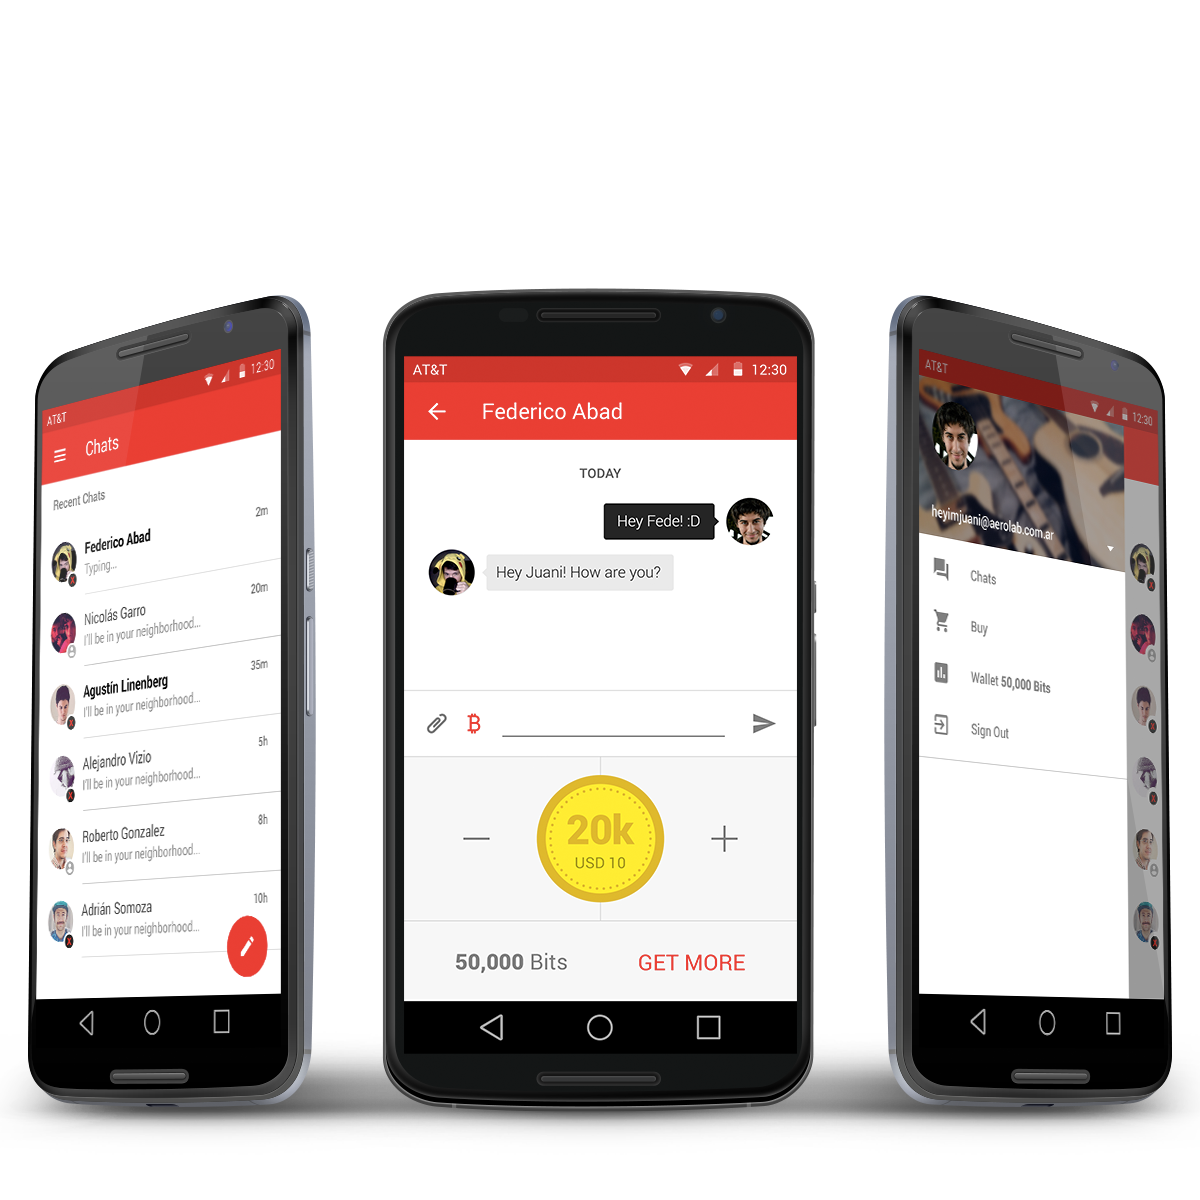 AT&T 12:30
Chats
Recent Chats
2m
Federico Abad
Typing...
20m
Nicolás Garro
I'll be in your neighborhood...
35m
Agustín Linenberg
I'll be in your neighborhood...
5h
Alejandro Vizio
I'll be in your neighborhood...
8h
Roberto Gonzalez
I'll be in your neighborhood...
10h
Adrián Somoza
I'll be in your neighborhood...
AT&T 12:30
Federico Abad
TODAY
Hey Fede! :D
Hey Juani! How are you?
20k
USD 10
50,000 Bits GET MORE
AT&T 12:30
heyimjuani@aerolab.com.ar
Chats
Buy
Wallet 50,000 Bits
Sign Out